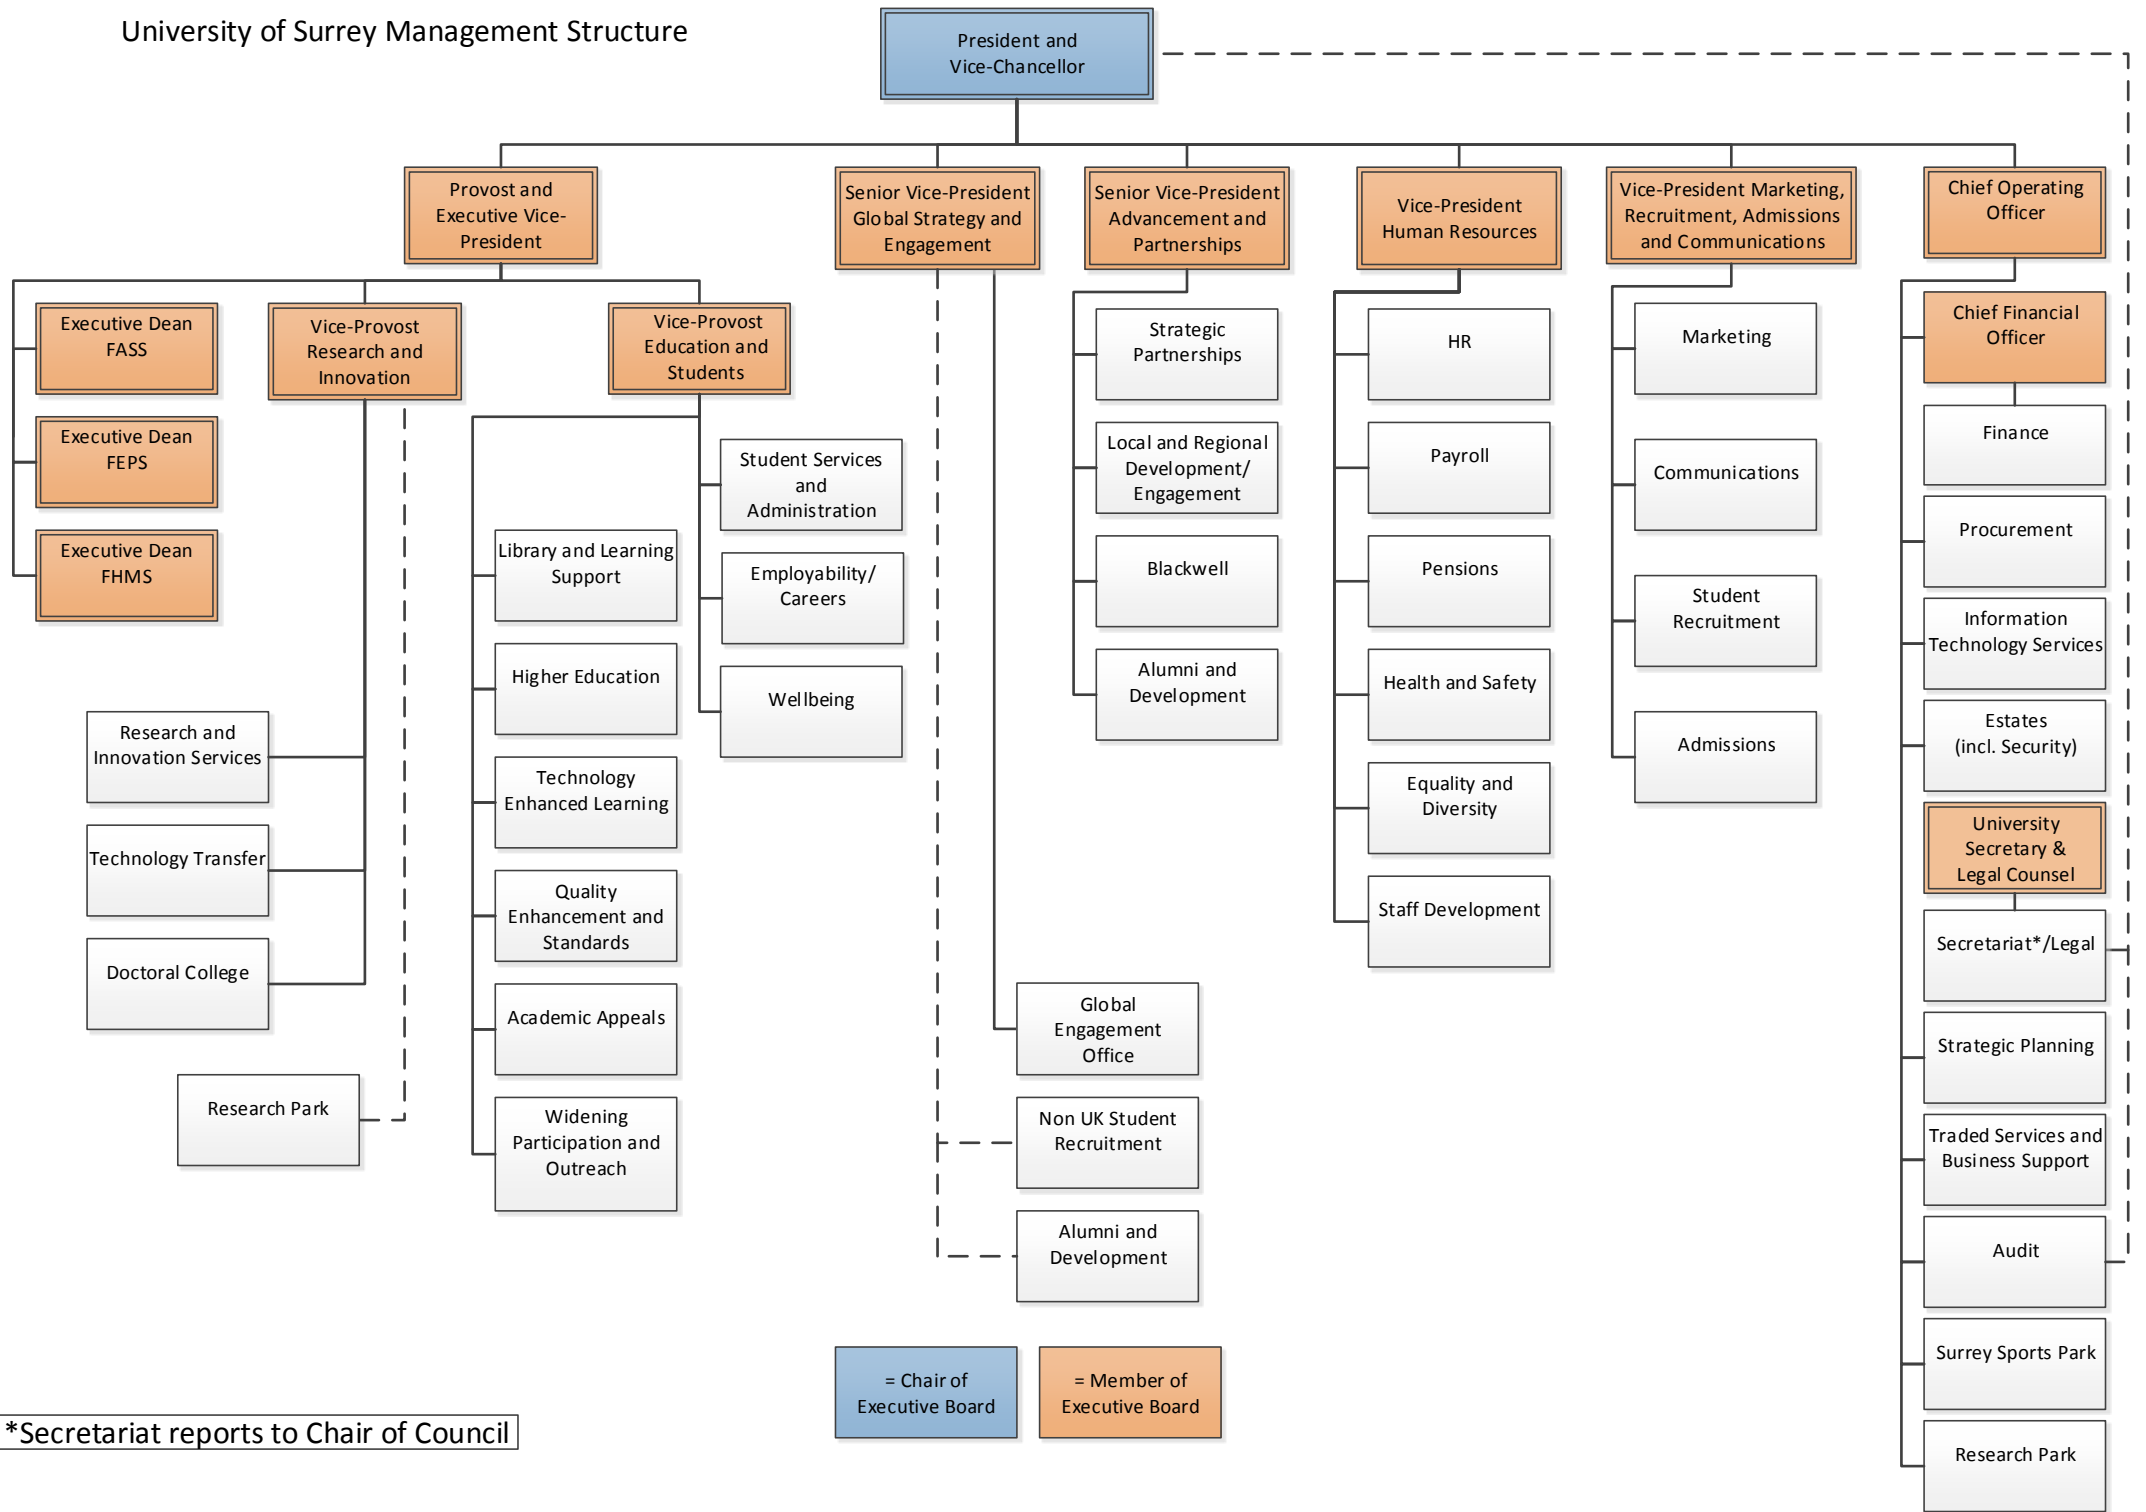 University of Surrey Management Structure
President and
Vice-Chancellor
Provost and
Executive Vice-
President
Senior Vice-President
Global Strategy and
Engagement
Senior Vice-President
Advancement and
Partnerships
Vice-President
Human Resources
Vice-President Marketing,
Recruitment, Admissions
and Communications
Chief Operating
Officer
Executive Dean
FASS
Executive Dean
FEPS
Executive Dean
FHMS
Vice-Provost
Research and
Innovation
Research and
Innovation Services
Technology Transfer
Doctoral College
Research Park
Vice-Provost
Education and
Students
Library and Learning
Support
Higher Education
Technology
Enhanced Learning
Quality
Enhancement and
Standards
Academic Appeals
Widening
Participation and
Outreach
Student Services
and
Administration
Employability/
Careers
Wellbeing
Global
Engagement
Office
Non UK Student
Recruitment
Alumni and
Development
Strategic
Partnerships
Local and Regional
Development/
Engagement
Blackwell
Alumni and
Development
HR
Payroll
Pensions
Health and Safety
Equality and
Diversity
Staff Development
Marketing
Communications
Student
Recruitment
Admissions
Chief Financial
Officer
Finance
Procurement
Information
Technology Services
Estates
(incl. Security)
University
Secretary &
Legal Counsel
Secretariat*/Legal
Strategic Planning
Traded Services and
Business Support
Audit
Surrey Sports Park
Research Park
= Chair of
Executive Board
= Member of
Executive Board
*Secretariat reports to Chair of Council